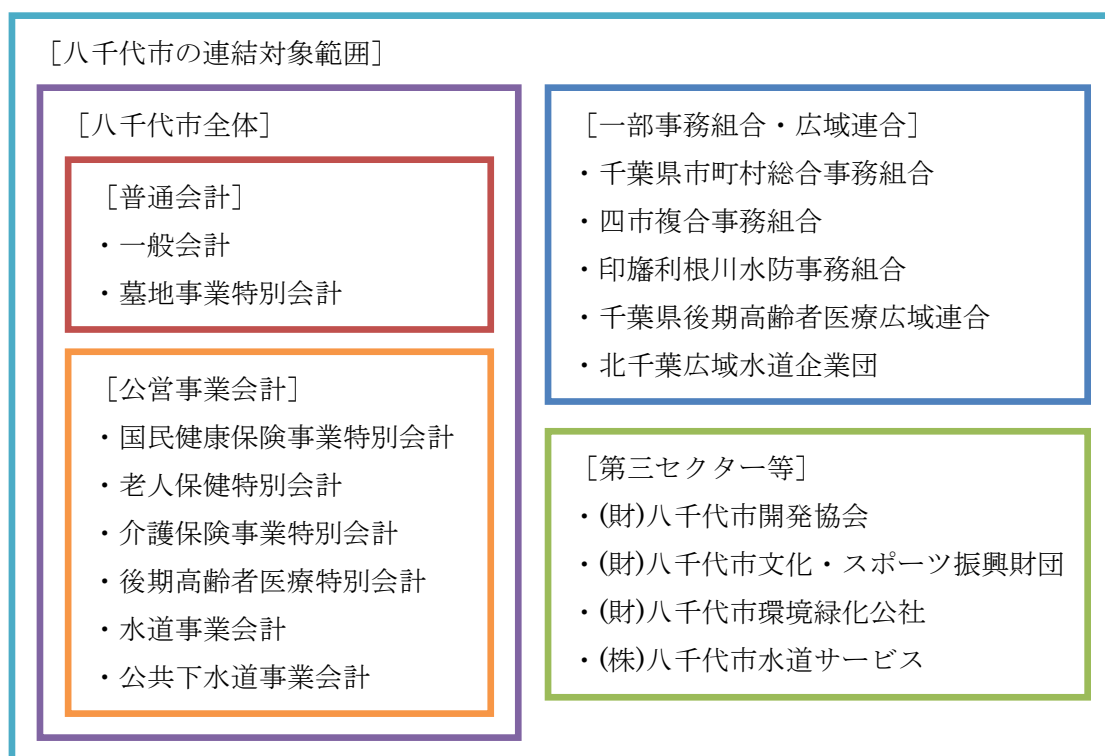 ［八千代市の連結対象範囲］
［八千代市全体］
［普通会計］
・一般会計
・墓地事業特別会計
［公営事業会計］
・国民健康保険事業特別会計
・老人保健特別会計
・介護保険事業特別会計
・後期高齢者医療特別会計
・水道事業会計
・公共下水道事業会計
［一部事務組合・広域連合］
・千葉県市町村総合事務組合
・四市複合事務組合
・印旛利根川水防事務組合
・千葉県後期高齢者医療広域連合
・北千葉広域水道企業団
［第三セクター等］
・(財)八千代市開発協会
・(財)八千代市文化・スポーツ振興財団
・(財)八千代市環境緑化公社
・(株)八千代市水道サービス